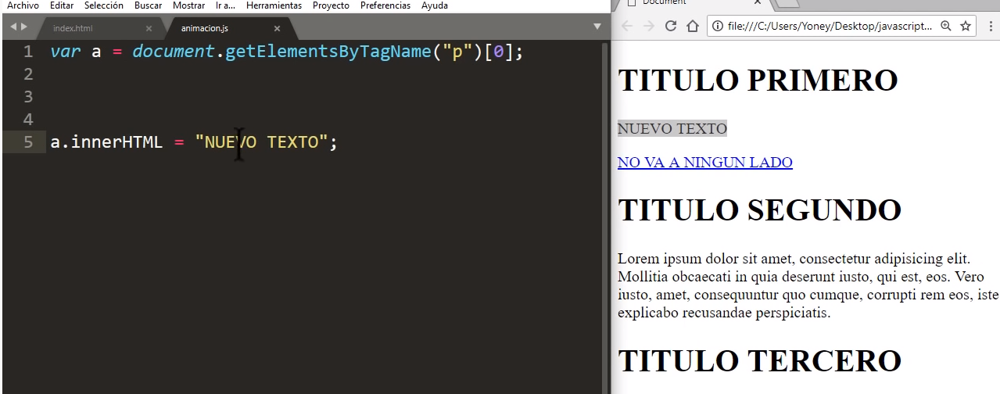 Archivo Editar Selección Buscar Mostrar Ir a... Herramientas Proyecto Preferencias Ayuda
index.html × animacion.js ×
1 var a = document.getElementsByTagName("p")[0];
2
3
4
5 a.innerHTML = "NUEVO TEXTO";
Document ×
file:///C:/Users/Yoney/Desktop/javascript...
TITULO PRIMERO
NUEVO TEXTO
NO VA A NINGUN LADO
TITULO SEGUNDO
Lorem ipsum dolor sit amet, consectetur adipisicing elit.
Mollitia obcaecati in quia deserunt iusto, qui est, eos. Vero
iusto, amet, consequuntur quo cumque, corrupti rem eos, iste
explicabo recusandae perspiciatis.
TITULO TERCERO